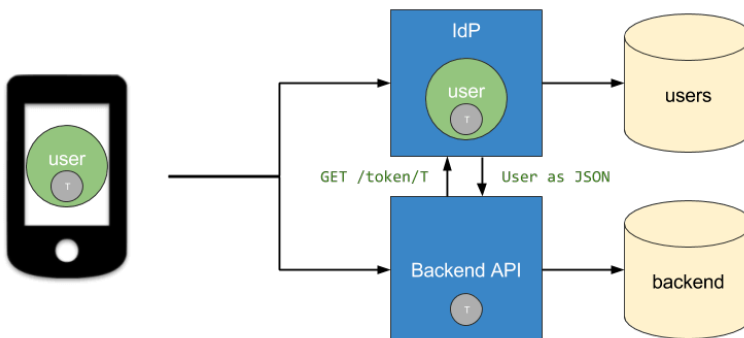 IdP
user
T
users
user
T
GET /token/T
User as JSON
Backend API
T
backend